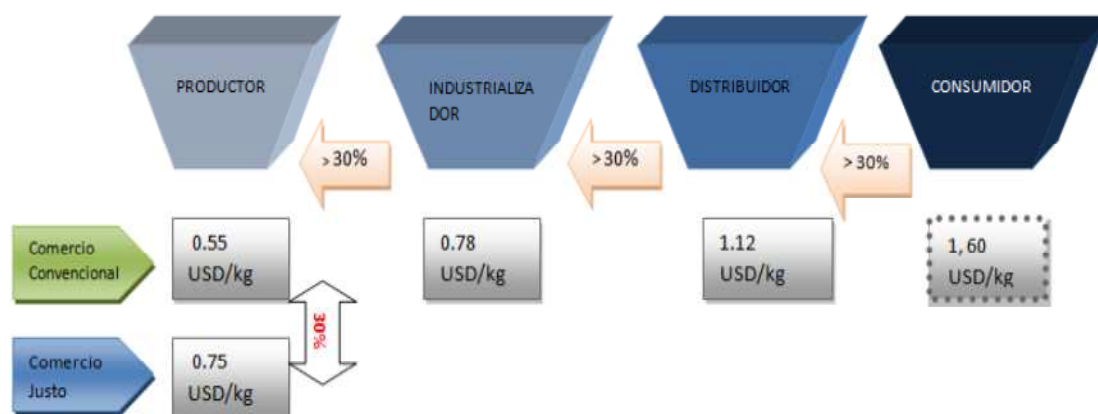 PRODUCTOR
INDUSTRIALIZA
DOR
DISTRIBUIDOR
CONSUMIDOR
> 30%
> 30%
> 30%
Comercio
Convencional
0.55
USD/kg
0.78
USD/kg
1.12
USD/kg
1, 60
USD/kg
30%
Comercio
Justo
0.75
USD/kg